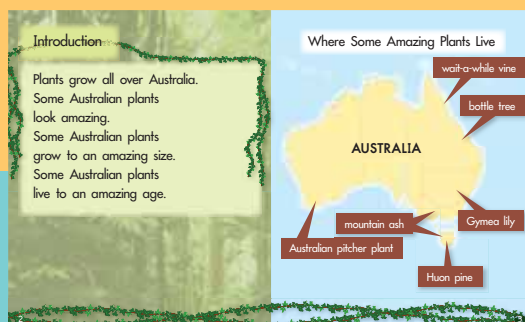 Introduction
Plants grow all over Australia.
Some Australian plants
look amazing.
Some Australian plants
grow to an amazing size.
Some Australian plants
live to an amazing age.
2
Where Some Amazing Plants Live
wait-a-while vine
bottle tree
AUSTRALIA
Gymea lily
mountain ash
Australian pitcher plant
Huon pine